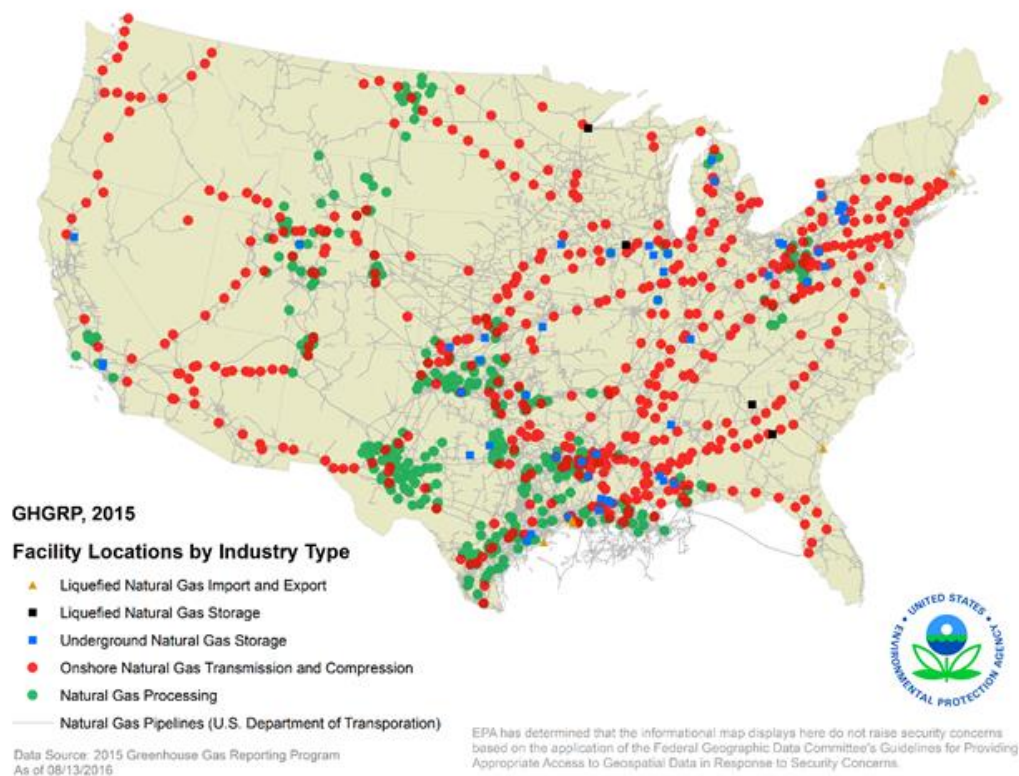 GHGRP, 2015
Facility Locations by Industry Type
Liquefied Natural Gas Import and Export
Liquefied Natural Gas Storage
Underground Natural Gas Storage
Onshore Natural Gas Transmission and Compression
Natural Gas Processing
Natural Gas Pipelines (U.S. Department of Transporation)
Data Source: 2015 Greenhouse Gas Reporting Program
As of 08/13/2016
UNITED STATES
ENVIRONMENTAL PROTECTION AGENCY
EPA has determined that the informational map displays here do not raise security concerns
based on the application of the Federal Geographic Data Committee's Guidelines for Providing
Appropriate Access to Geospatial Data in Response to Security Concerns.